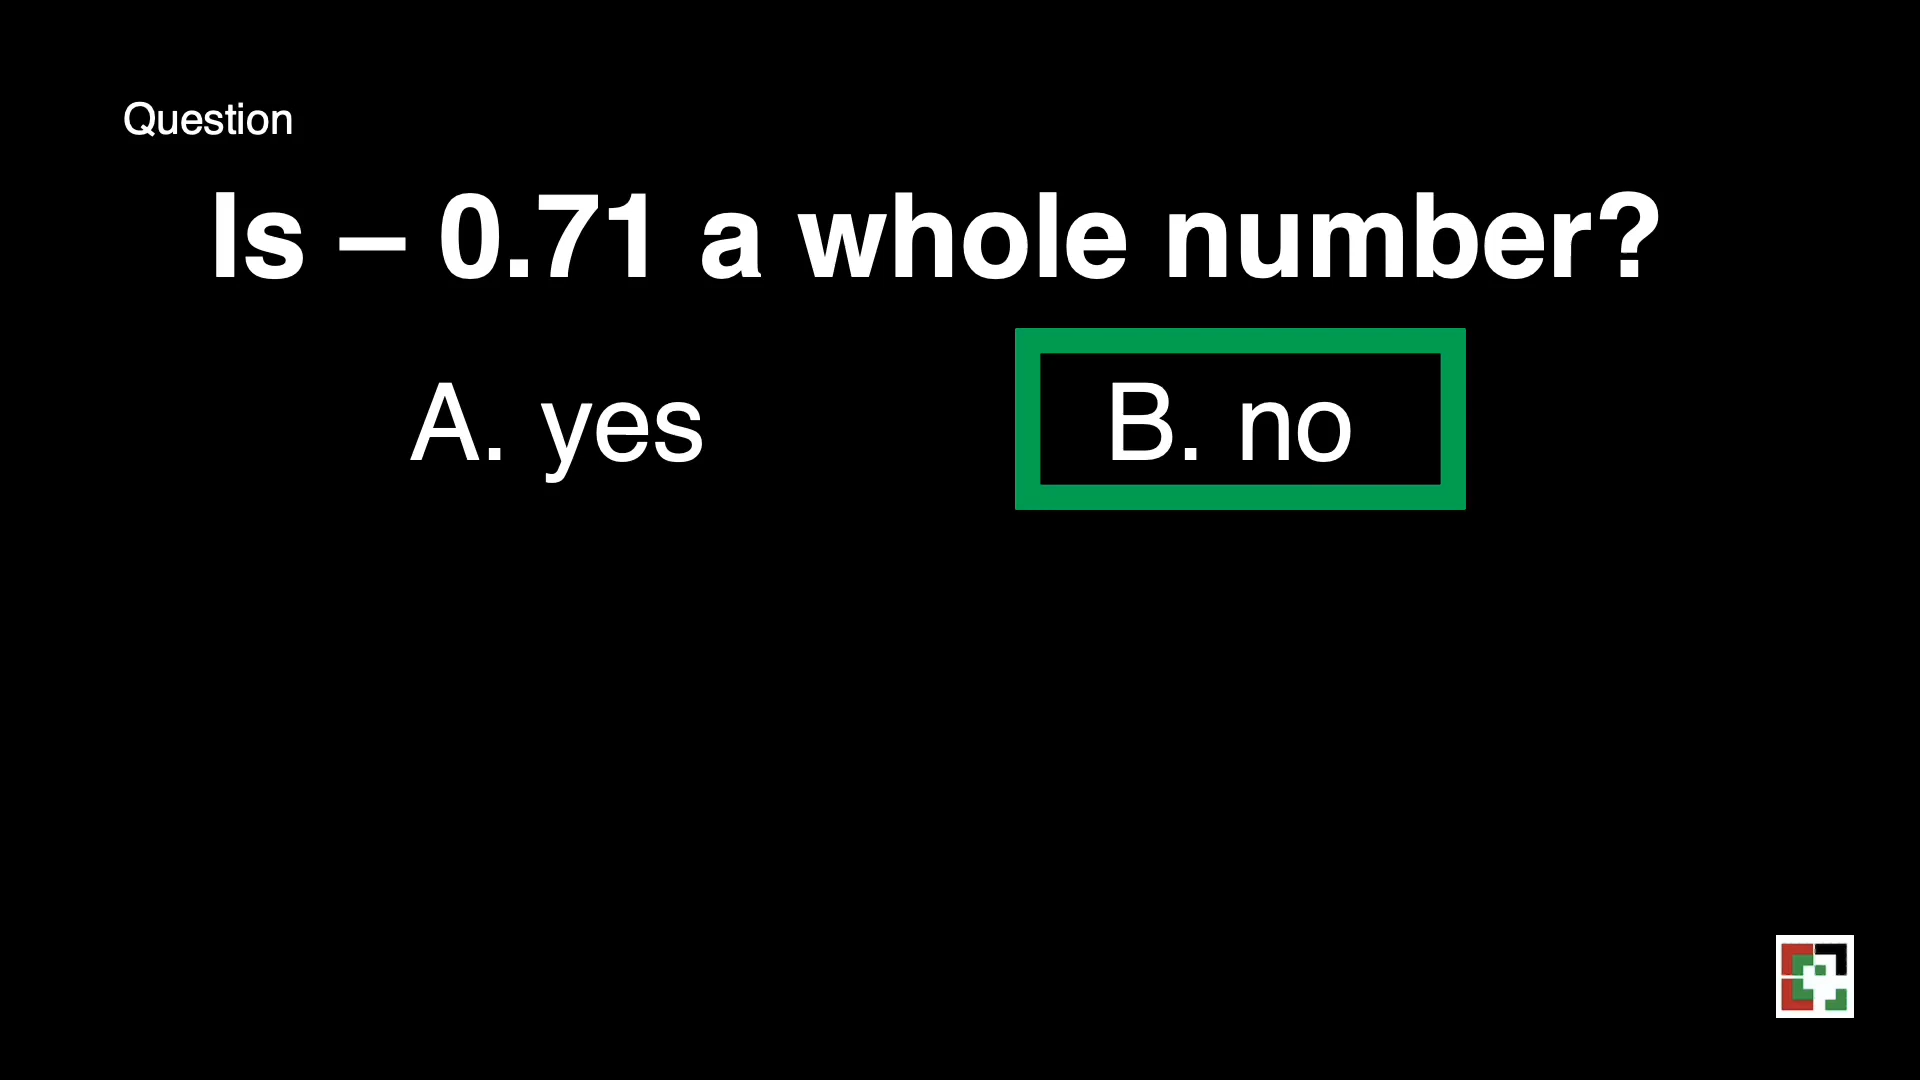 Question
Is – 0.71 a whole number?
A. yes B. no